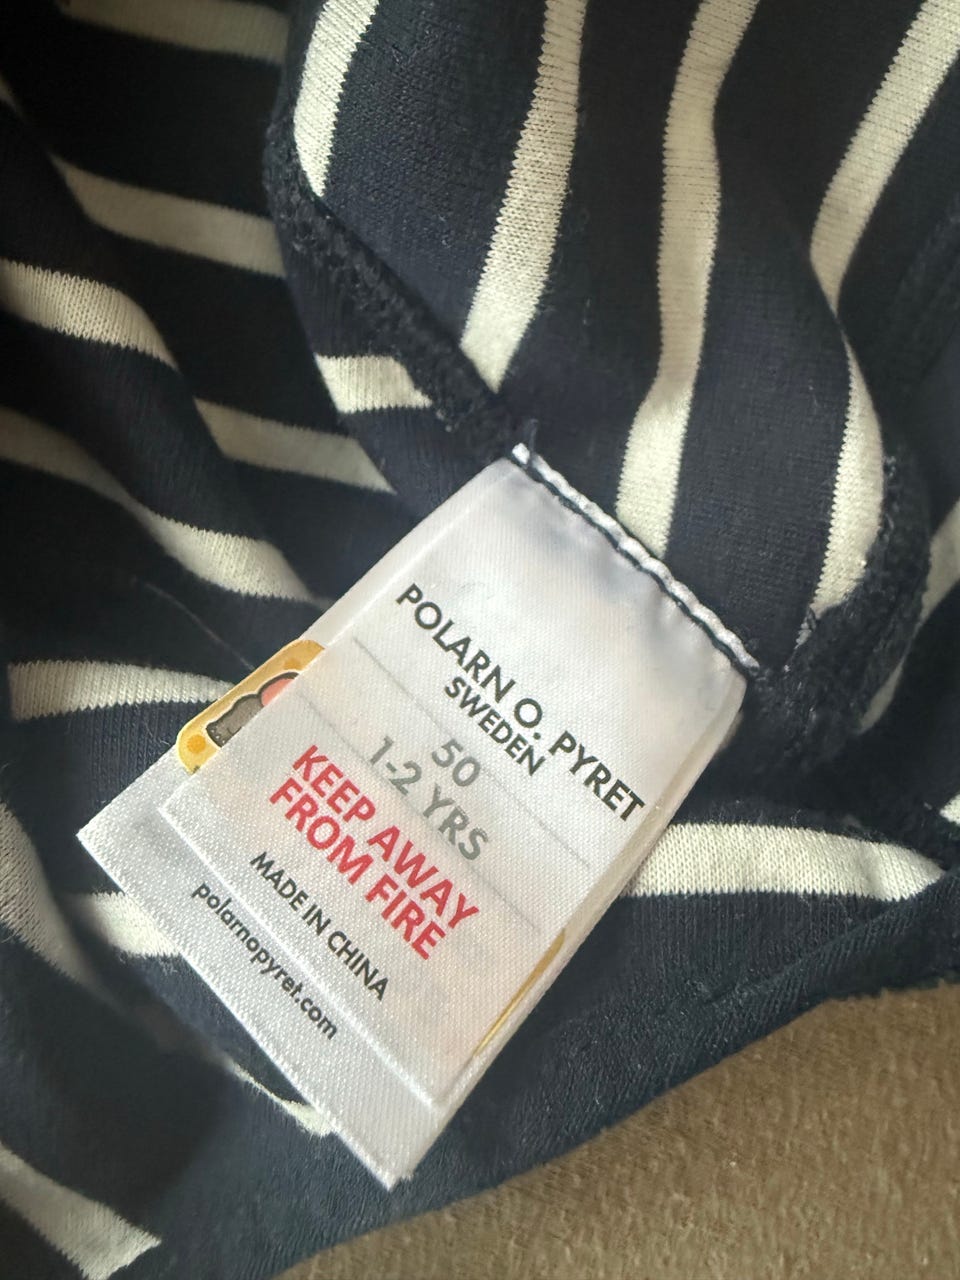 POLARN O. PYRET
SWEDEN
50
1-2 YRS
KEEP AWAY
FROM FIRE
MADE IN CHINA
polarnopyret.com